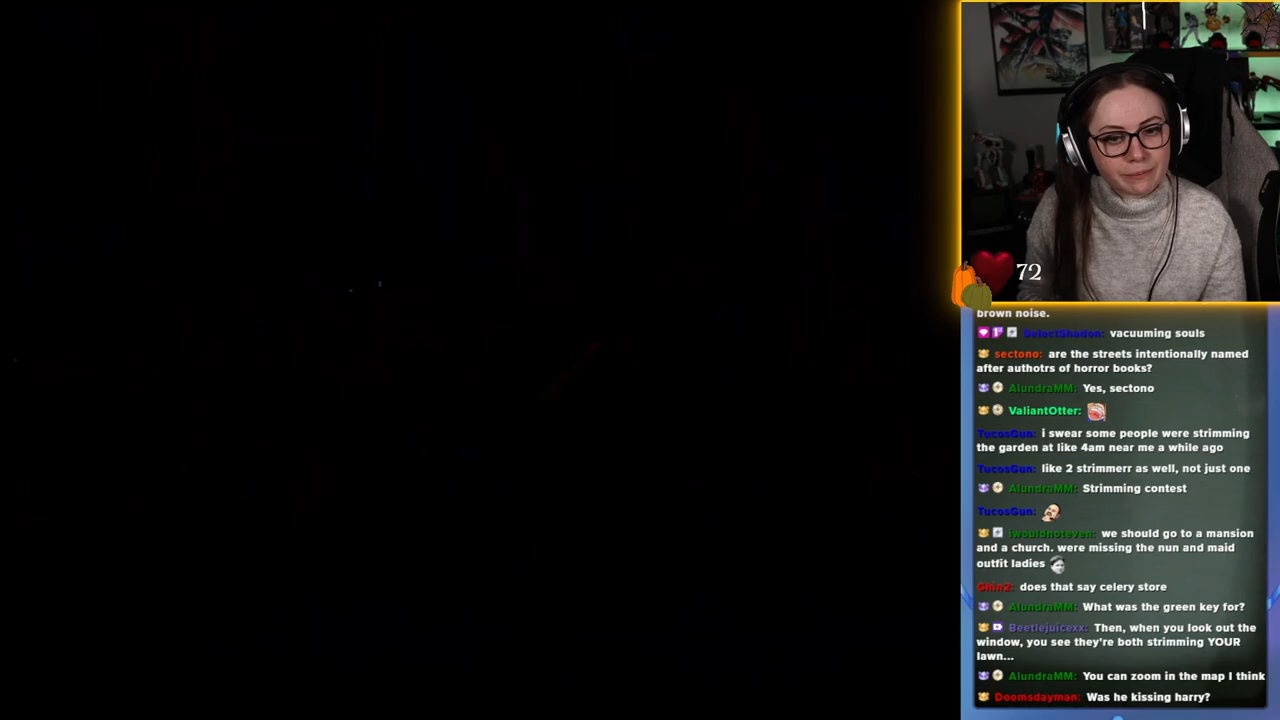 72
brown noise.
SelectShadon: vacuuming souls
sectono: are the streets intentionally named
after authotrs of horror books?
AlundraMM: Yes, sectono
ValiantOtter:
TucosGun: i swear some people were strimming
the garden at like 4am near me a while ago
TucosGun: like 2 strimmerr as well, not just one
AlundraMM: Strimming contest
TucosGun:
iwouldnoteven: we should go to a mansion
and a church. were missing the nun and maid
outfit ladies
Ghin2: does that say celery store
AlundraMM: What was the green key for?
Beetlejuicexx: Then, when you look out the
window, you see they're both strimming YOUR
lawn...
AlundraMM: You can zoom in the map I think
Doomsdayman: Was he kissing harry?